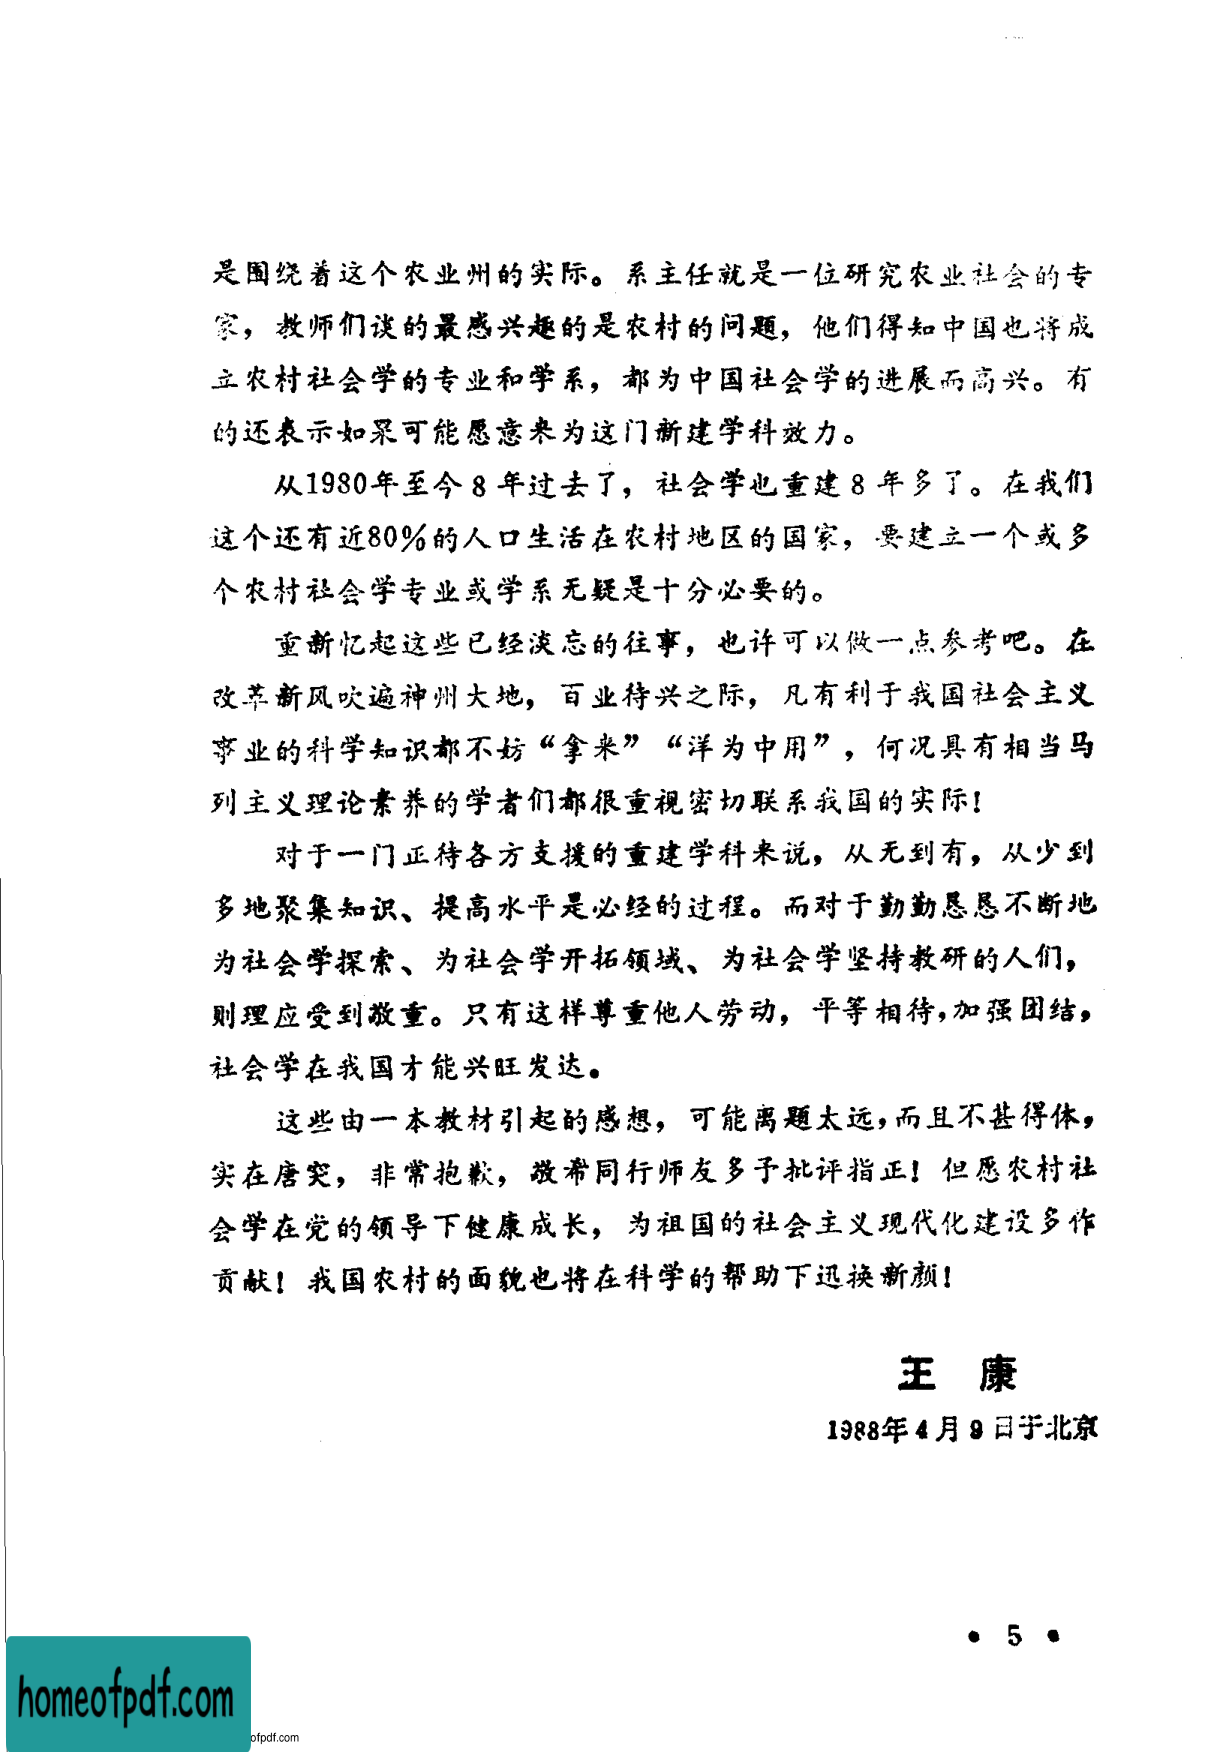 是围绕着这个农业州的实际。系主任就是一位研究农业社会的专
家，教师们谈的最感兴趣的是农村的问题，他们得知中国也将成
立农村社会学的专业和学系，都为中国社会学的进展而高兴。有
的还表示如果可能愿意来为这门新建学科效力。
从1980年至今8年过去了，社会学也重建8年多了。在我们
这个还有近80%的人口生活在农村地区的国家，要建立一个或多
个农村社会学专业或学系无疑是十分必要的。
重新忆起这些已经淡忘的往事，也许可以做一点参考吧。在
改革新风吹遍神州大地，百业待兴之际，凡有利于我国社会主义
事业的科学知识都不妨“拿来”“洋为中用”，何况具有相当马
列主义理论素养的学者们都很重视密切联系我国的实际！
对于一门正待各方支援的重建学科来说，从无到有，从少到
多地聚集知识、提高水平是必经的过程。而对于勤勤恳恳不断地
为社会学探索、为社会学开拓领域、为社会学坚持教研的人们，
则理应受到敬重。只有这样尊重他人劳动，平等相待，加强团结，
社会学在我国才能兴旺发达。
这些由一本教材引起的感想，可能离题太远，而且不甚得体，
实在唐突，非常抱歉，敬希同行师友多予批评指正！但愿农村社
会学在党的领导下健康成长，为祖国的社会主义现代化建设多作
贡献！我国农村的面貌也将在科学的帮助下迅换新颜！
王 康
1988年4月9日于北京
• 5 •
homeofpdf.com
ofpdf.com